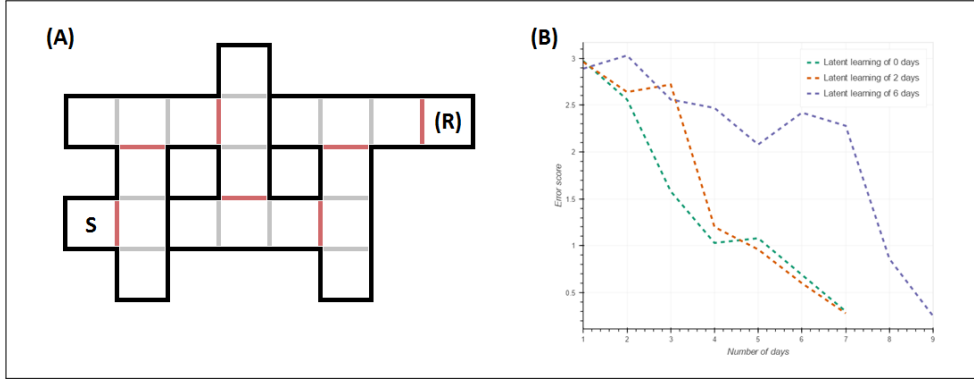 (A)
(R)
S
(B)
Error score
3
2.5
2
1.5
1
0.5
Latent learning of 0 days
Latent learning of 2 days
Latent learning of 6 days
1 2 3 4 5 6 7 8 9
Number of days